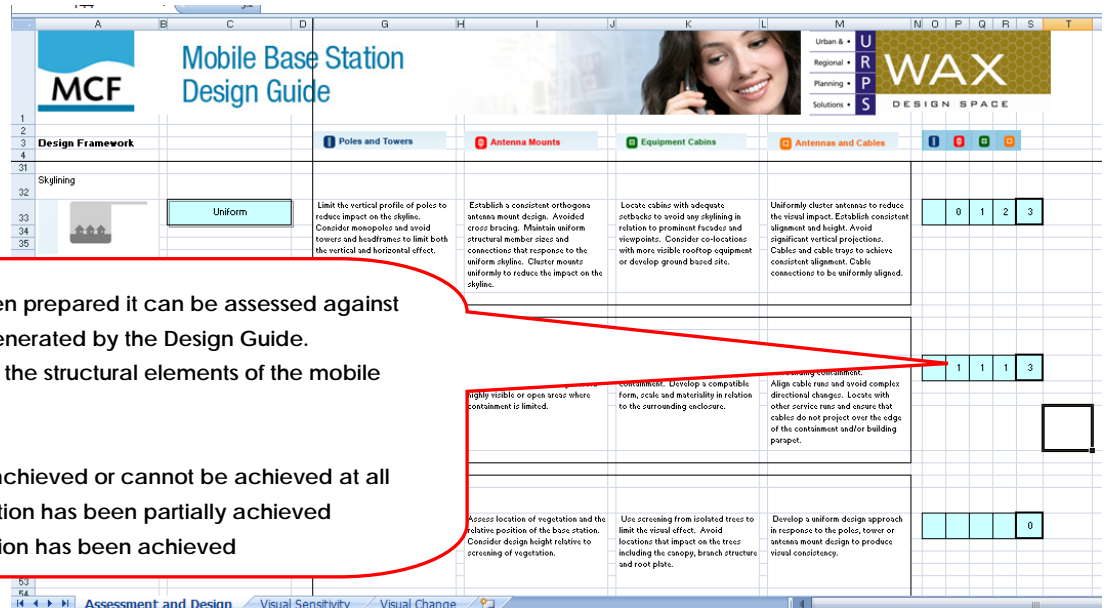 A B C D G H I J K L M N O P Q R S T
MCF
Mobile Base Station
Design Guide
Urban & •
Regional •
Planning •
Solutions •
U
R
P
S
WAX
DESIGN SPACE
1
2
3 Design Framework
Poles and Towers
Antenna Mounts
Equipment Cabins
Antennas and Cables
4
31
32
Skylining
33
34
35
Uniform
Limit the vertical profile of poles to
reduce impact on the skyline.
Consider monopoles and avoid
towers and headframes to limit both
the vertical and horizontal effect.
Establish a consistent orthogona
antenna mount design. Avoided
cross bracing. Maintain uniform
structural member sizes and
connections that response to the
uniform skyline. Cluster mounts
uniformly to reduce the impact on the
skyline.
Locate cabins with adequate
setbacks to avoid any skylining in
relation to prominent facades and
viewpoints. Consider co-locations
with more visible rooftop equipment
or develop ground based site.
Uniformly cluster antennas to reduce
the visual impact. Establish consistent
alignment and height. Avoid
significant vertical projections.
Cables and cable trays to achieve
consistent alignment. Cable
connections to be uniformly aligned.
0 1 2 3
en prepared it can be assessed against
enerated by the Design Guide.
the structural elements of the mobile
achieved or cannot be achieved at all
tion has been partially achieved
ion has been achieved
highly visible or open areas where
containment is limited.
containment. Develop a compatible
form, scale and materiality in relation
to the surrounding enclosure.
containment.
Align cable runs and avoid complex
directional changes. Locate with
other service runs and ensure that
cables do not project over the edge
of the containment and/or building
parapet.
1 1 1 3
Assess location of vegetation and the
relative position of the base station.
Consider design height relative to
screening of vegetation.
Use screening from isolated trees to
limit the visual effect. Avoid
locations that impact on the trees
including the canopy, branch structure
and root plate.
Develop a uniform design approach
in response to the poles, tower or
antenna mount design to produce
visual consistency.
0
53
54
Assessment and Design Visual Sensitivity Visual Change